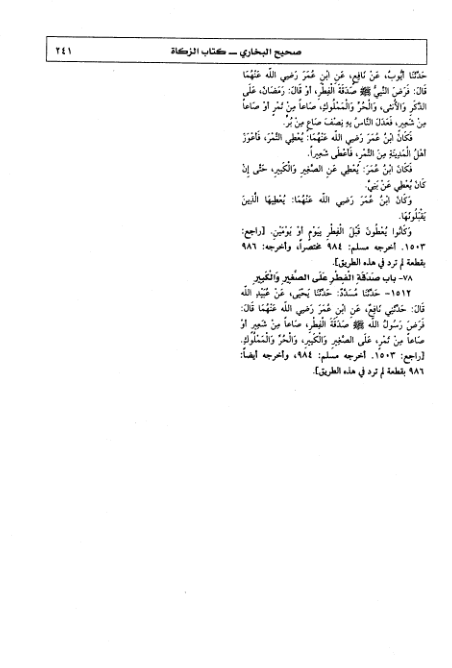 صحيح البخاري ــ كتاب الزكاة ٢٤١
حَدَّثَنَا أَيُّوبُ، عَنْ نَافِعٍ، عَنِ ابْنِ عُمَرَ رَضِيَ اللَّه عَنْهُمَا
قَالَ: فَرَضَ النَّبِيُّ ﷺ صَدَقَةَ الْفِطْرِ، أَوْ قَالَ: رَمَضَانَ، عَلَى
الذَّكَرِ وَالأُنْثَى، وَالْحُرِّ وَالْمَمْلُوكِ، صَاعاً مِنْ تَمْرٍ أَوْ صَاعاً
مِنْ شَعِيرٍ، فَعَدَلَ النَّاسُ بِهِ نِصْفَ صَاعٍ مِنْ بُرٍّ.
فَكَانَ ابْنُ عُمَرَ رَضِيَ اللَّه عَنْهُمَا: يُعْطِي التَّمْرَ، فَأَعْوَزَ
أَهْلُ الْمَدِينَةِ مِنَ التَّمْرِ، فَأَعْطَى شَعِيراً.
فَكَانَ ابْنُ عُمَرَ: يُعْطِي عَنِ الصَّغِيرِ وَالْكَبِيرِ، حَتَّى إِنْ
كَانَ يُعْطِي عَنْ بَنِيَّ.
وَكَانَ ابْنُ عُمَرَ رَضِيَ اللَّه عَنْهُمَا: يُعْطِيهَا الَّذِينَ
يَقْبَلُونَهَا.
وَكَانُوا يُعْطُونَ قَبْلَ الْفِطْرِ بِيَوْمٍ أَوْ يَوْمَيْنِ. [راجع:
١٥٠٣. أخرجه مسلم: ٩٨٤ مختصراً، وأخرجه: ٩٨٦
بقطعة لم ترد في هذه الطريق].
٧٨- باب صَدَقَةِ الْفِطْرِ عَلَى الصَّغِيرِ وَالْكَبِيرِ
١٥١٢- حَدَّثَنَا مُسَدَّدٌ: حَدَّثَنَا يَحْيَى، عَنْ عُبَيْدِ اللَّه
قَالَ: حَدَّثَنِي نَافِعٌ، عَنِ ابْنِ عُمَرَ رَضِيَ اللَّه عَنْهُمَا قَالَ:
فَرَضَ رَسُولُ اللَّه ﷺ صَدَقَةَ الْفِطْرِ، صَاعاً مِنْ شَعِيرٍ أَوْ
صَاعاً مِنْ تَمْرٍ، عَلَى الصَّغِيرِ وَالْكَبِيرِ، وَالْحُرِّ وَالْمَمْلُوكِ.
[راجع: ١٥٠٣. أخرجه مسلم: ٩٨٤، وأخرجه أيضاً:
٩٨٦ بقطعة لم ترد في هذه الطريق].